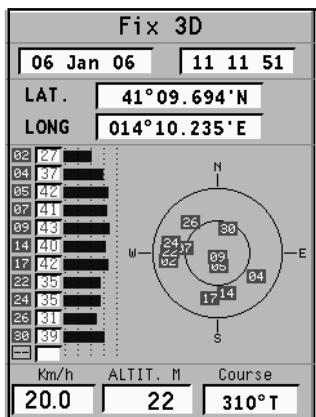 Fix 3D
06 Jan 06 11 11 51
LAT. 41°09.694'N
LONG 014°10.235'E
02 27
04 37
05 42
07 41
09 43
14 40
17 42
22 35
24 35
26 31
30 39
--
N
26 30
24 07
22 09
W E
02 05
04
17 14
S
Km/h ALTIT. M Course
20.0 22 310°T